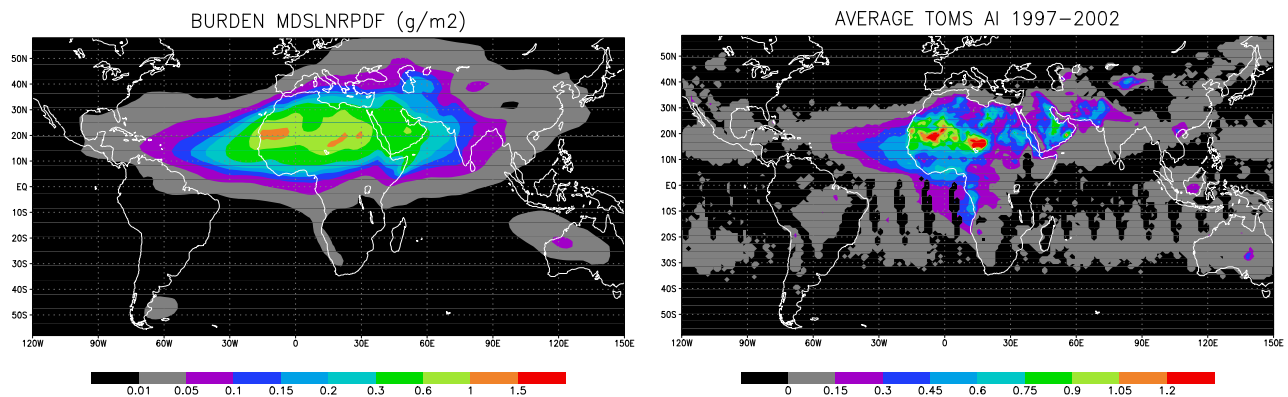 BURDEN MDSLNRPDF (g/m2)
50N
40N
30N
20N
10N
EQ
10S
20S
30S
40S
50S
120W 90W 60W 30W 0 30E 60E 90E 120E 150E
0.01 0.05 0.1 0.15 0.2 0.3 0.6 1 1.5
AVERAGE TOMS AI 1997-2002
50N
40N
30N
20N
10N
EQ
10S
20S
30S
40S
50S
120W 90W 60W 30W 0 30E 60E 90E 120E 150E
0 0.15 0.3 0.45 0.6 0.75 0.9 1.05 1.2